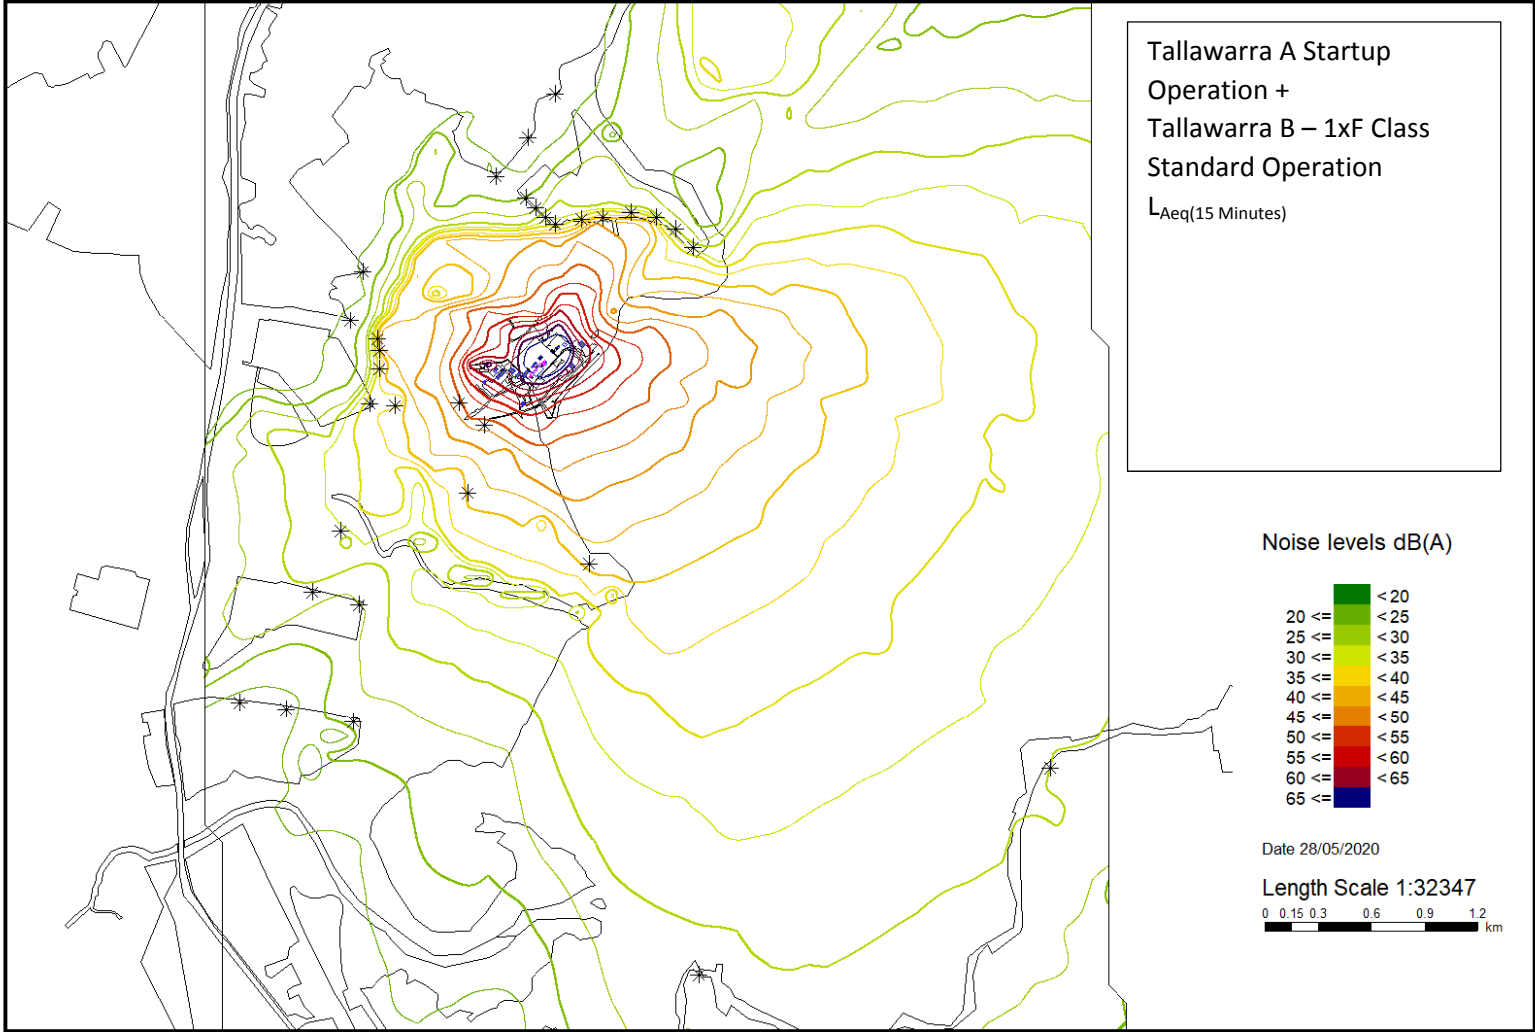 Tallawarra A Startup
Operation +
Tallawarra B – 1xF Class
Standard Operation
LAeq(15 Minutes)
Noise levels dB(A)
< 20
20 <= < 25
25 <= < 30
30 <= < 35
35 <= < 40
40 <= < 45
45 <= < 50
50 <= < 55
55 <= < 60
60 <= < 65
65 <=
Date 28/05/2020
Length Scale 1:32347
0 0.15 0.3 0.6 0.9 1.2
km